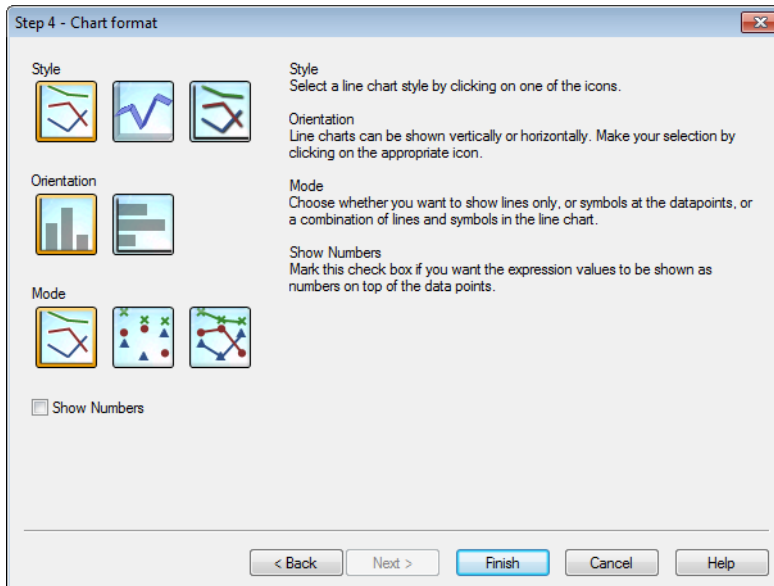 Step 4 - Chart format
Style
Style
Select a line chart style by clicking on one of the icons.
Orientation
Orientation
Line charts can be shown vertically or horizontally. Make your selection by
clicking on the appropriate icon.
Mode
Mode
Choose whether you want to show lines only, or symbols at the datapoints, or
a combination of lines and symbols in the line chart.
Show Numbers
Show Numbers
Mark this check box if you want the expression values to be shown as
numbers on top of the data points.
< Back
Next >
Finish
Cancel
Help